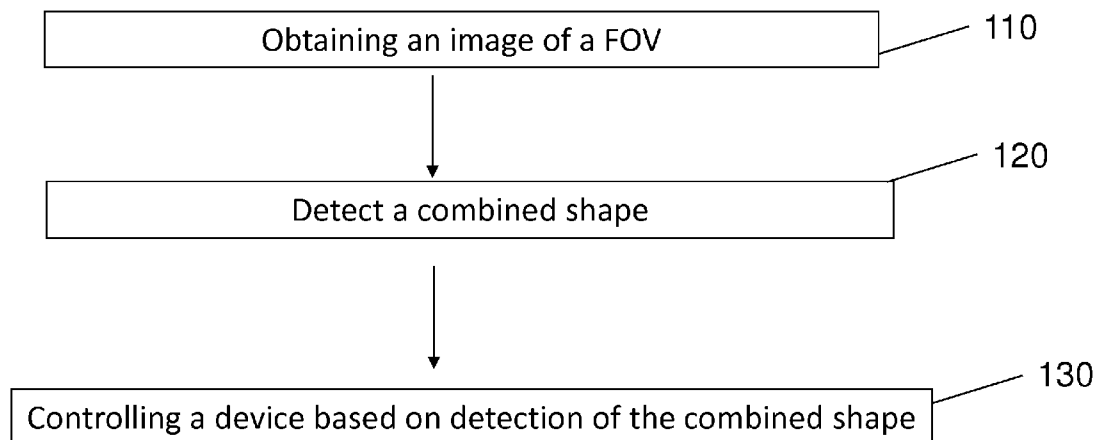 Obtaining an image of a FOV
110
120
Detect a combined shape
130
Controlling a device based on detection of the combined shape